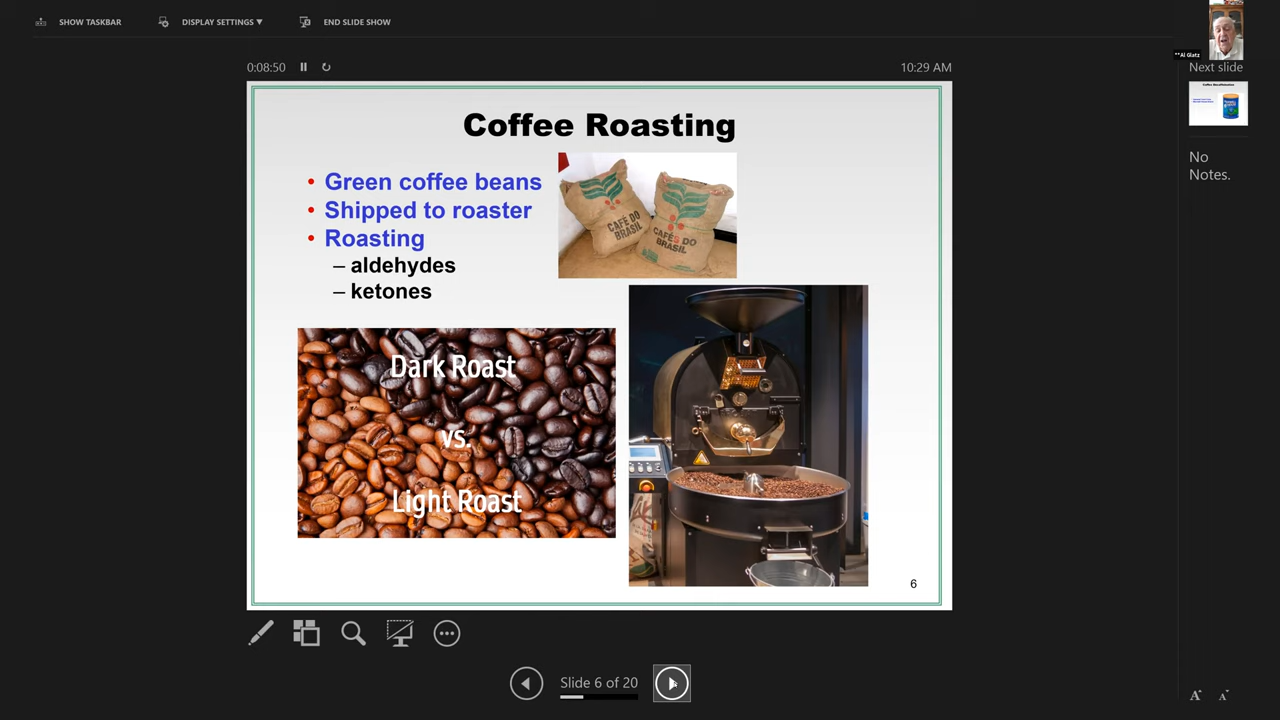 SHOW TASKBAR
DISPLAY SETTINGS ▼
END SLIDE SHOW
**Al Glatz
0:08:50
10:29 AM
Next slide
Coffee Roasting
• Green coffee beans
• Shipped to roaster
• Roasting
– aldehydes
– ketones
CAFÉ DO
BRASIL
CAFÉS DO
BRASIL
Dark Roast
vs.
Light Roast
6
No
Notes.
Slide 6 of 20
A
A